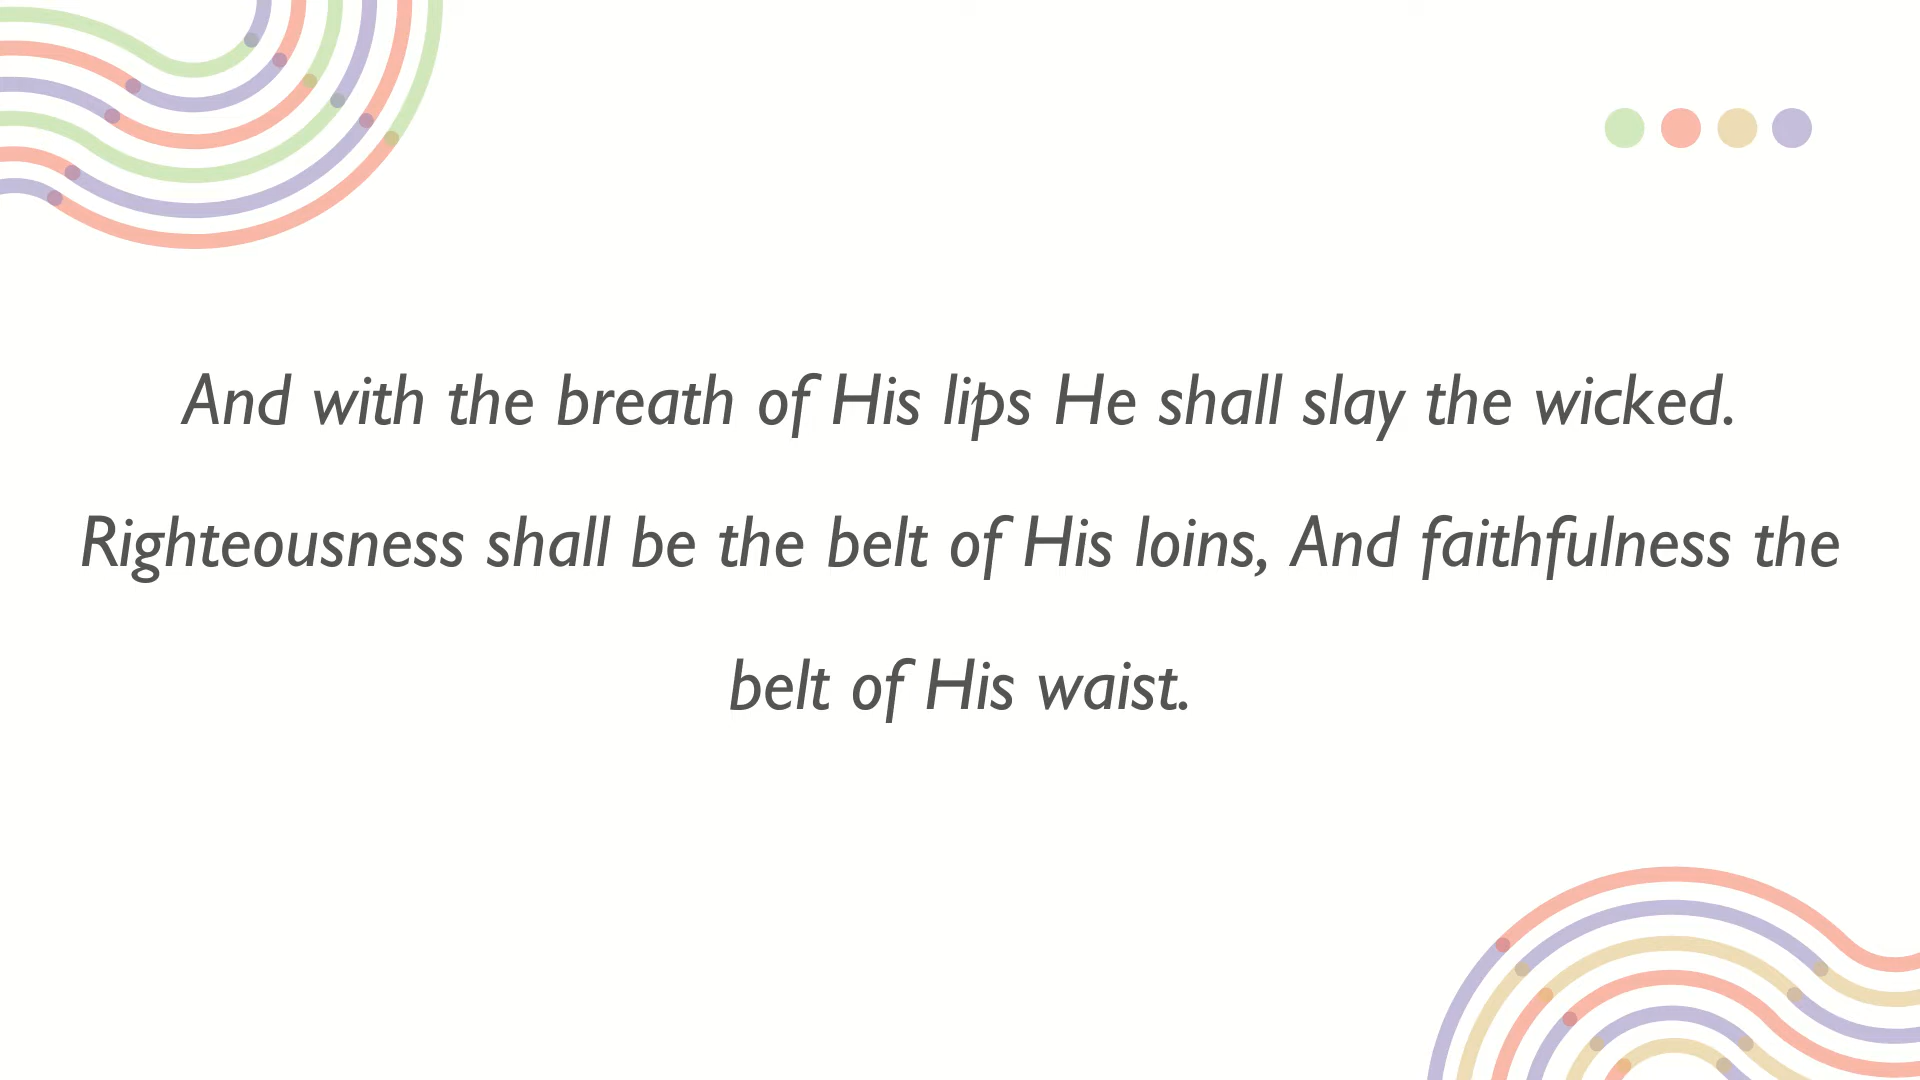 And with the breath of His lips He shall slay the wicked.
Righteousness shall be the belt of His loins, And faithfulness the
belt of His waist.